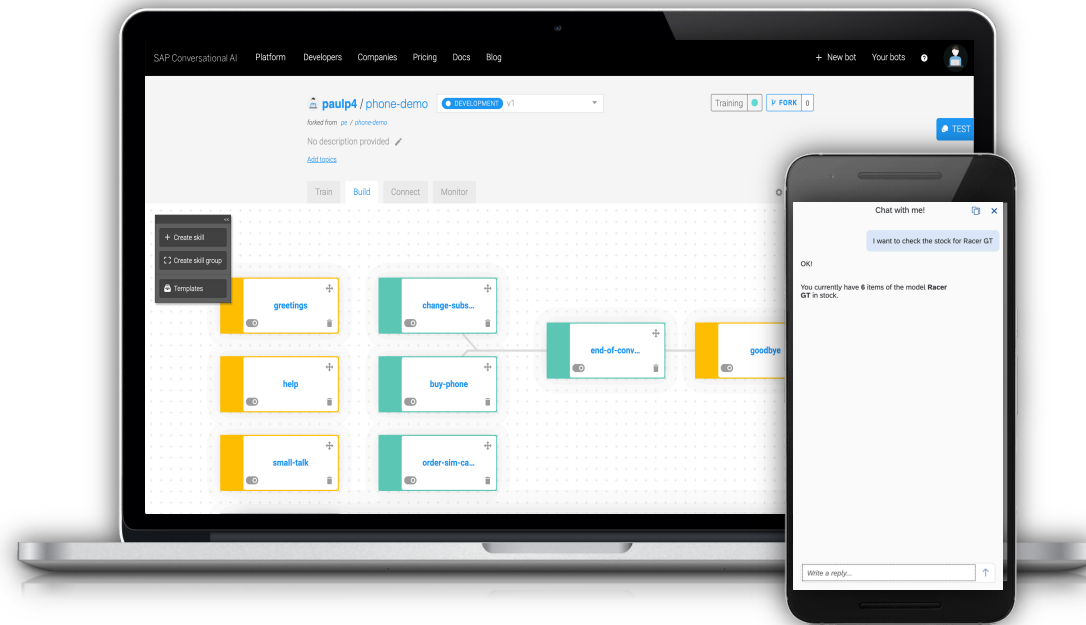 SAP Conversational AI Platform Developers Companies Pricing Docs Blog + New bot Your bots ?
paulp4 / phone-demo DEVELOPMENT v1 Training FORK 0
forked from pe / phone-demo
TEST
No description provided
Add topics
Train Build Connect Monitor
<<
+ Create skill
Create skill group
Templates
greetings change-subs...
end-of-conv... goodbye
help buy-phone
small-talk order-sim-ca...
Chat with me!
I want to check the stock for Racer GT
OK!
You currently have 6 items of the model Racer
GT in stock.
Write a reply...